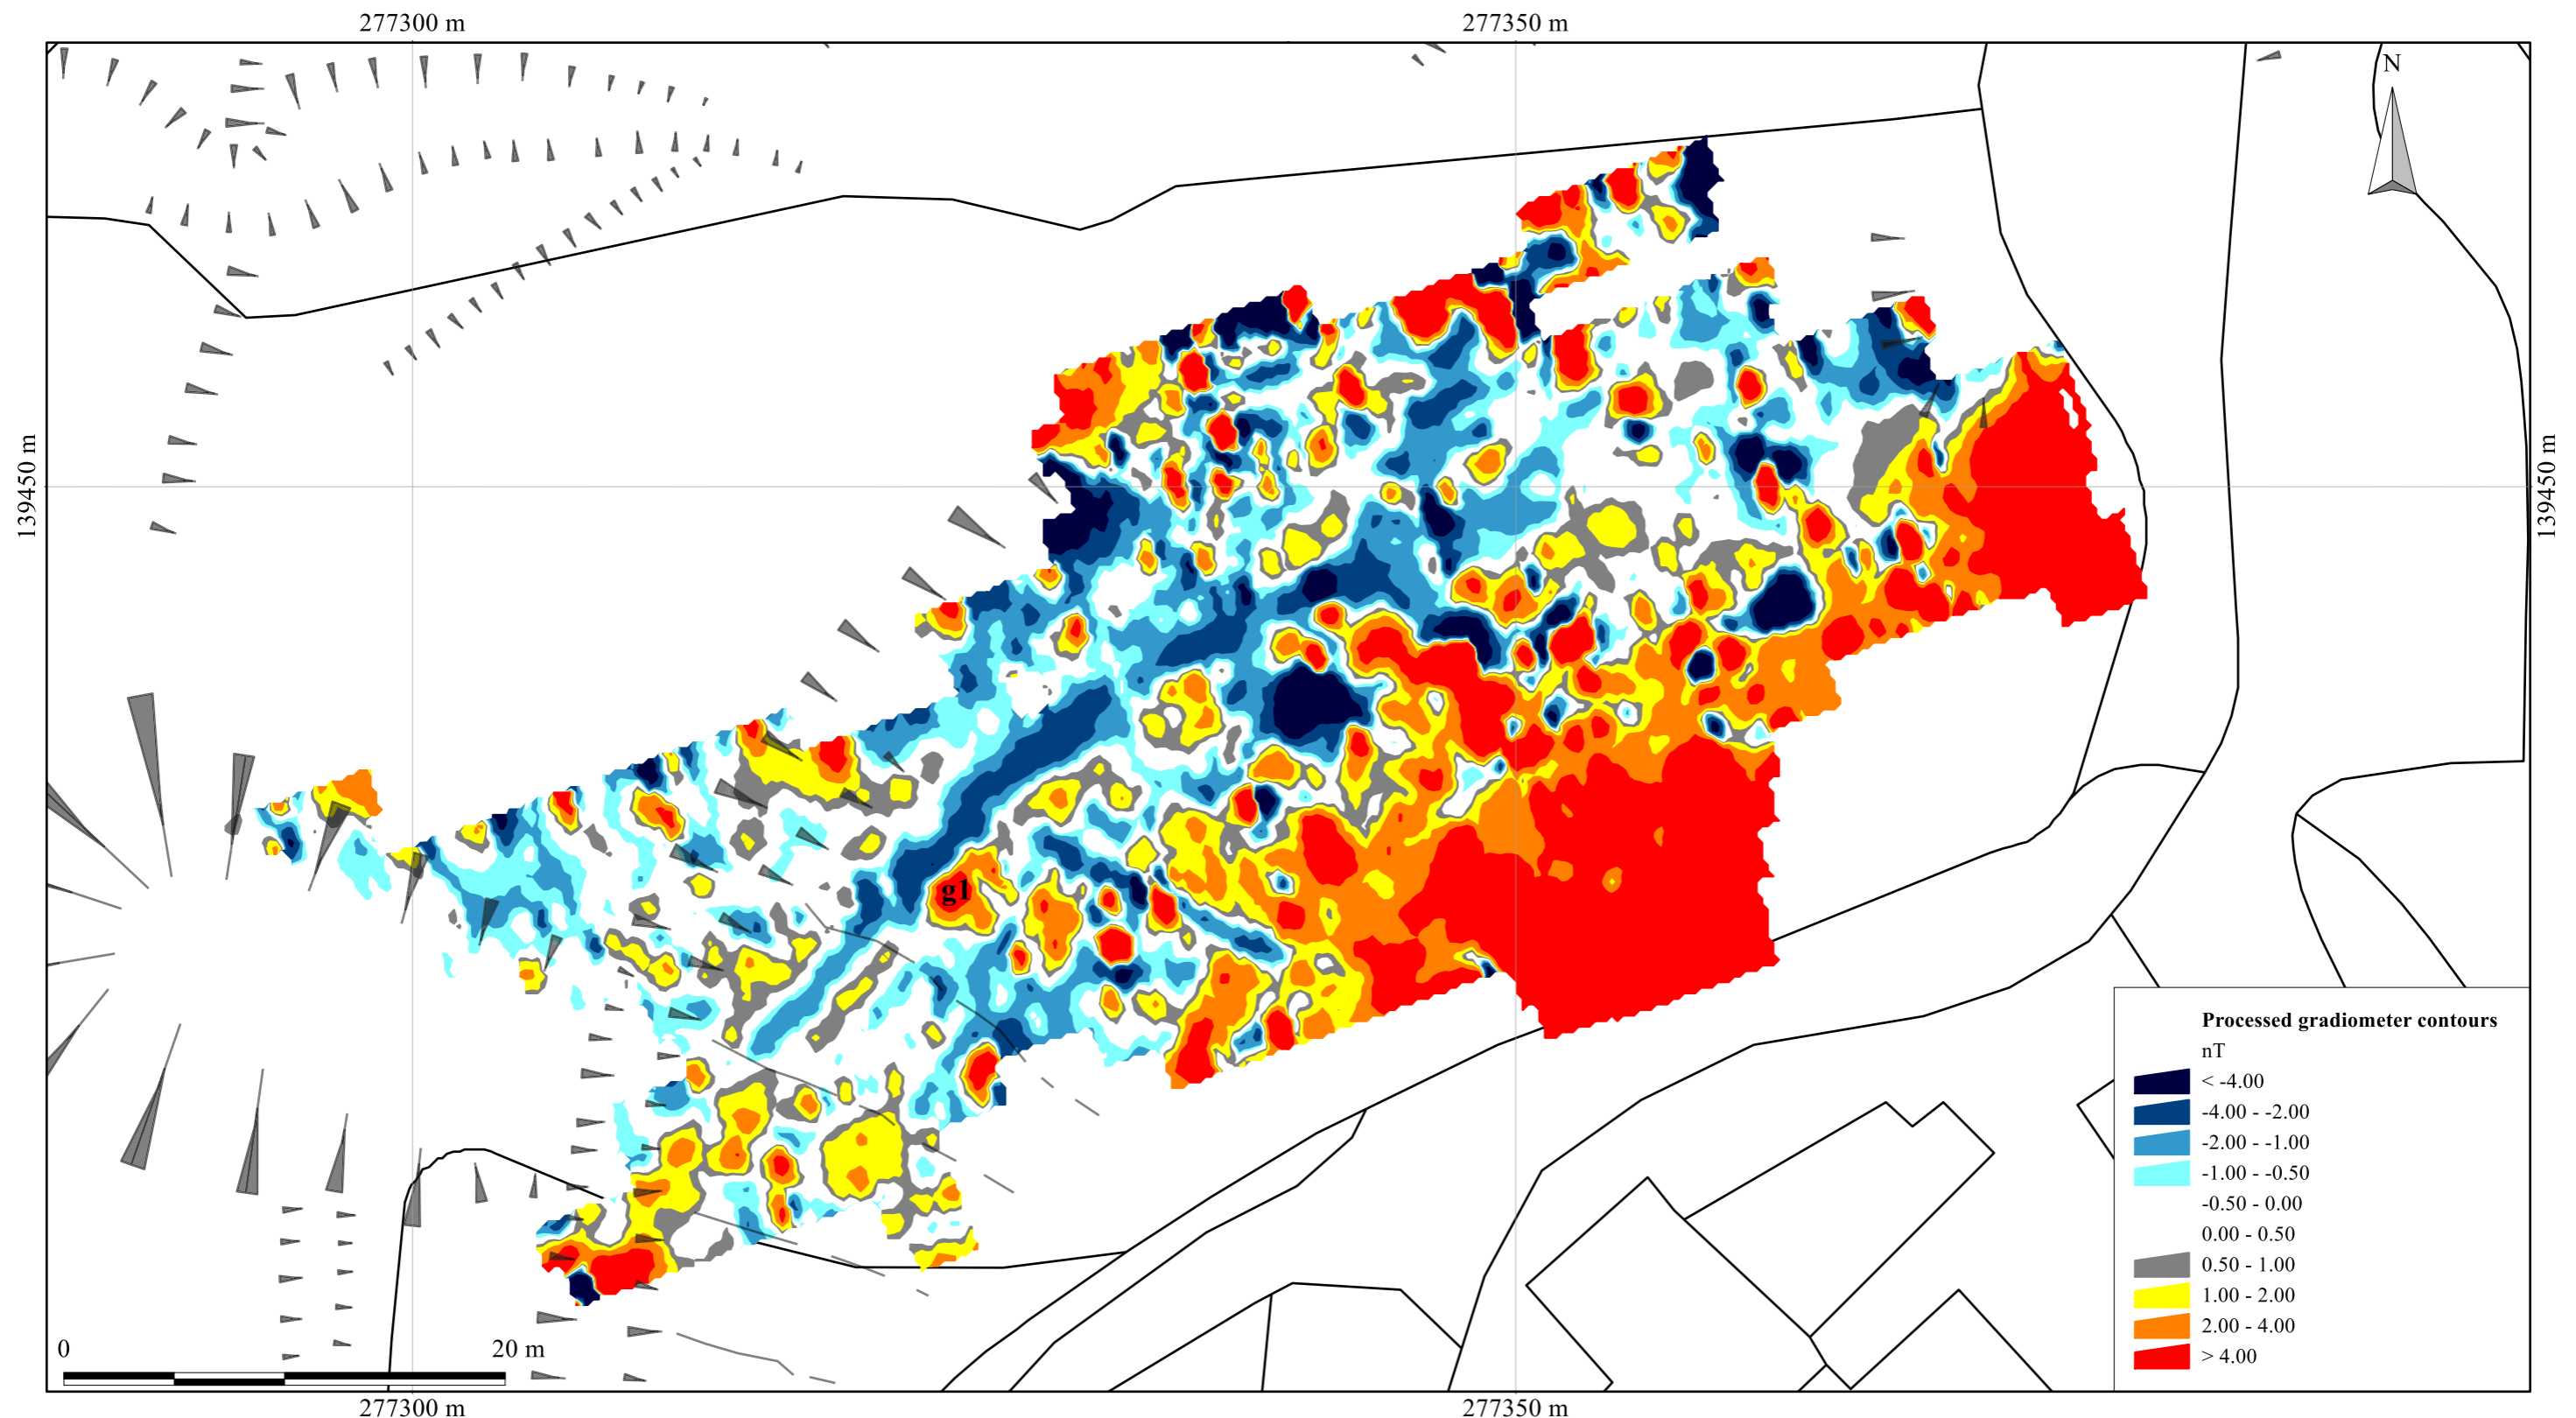 277300 m
277350 m
N
139450 m
139450 m
g1
Processed gradiometer contours
nT
< -4.00
-4.00 - -2.00
-2.00 - -1.00
-1.00 - -0.50
-0.50 - 0.00
0.00 - 0.50
0.50 - 1.00
1.00 - 2.00
2.00 - 4.00
> 4.00
0
20 m
277300 m
277350 m